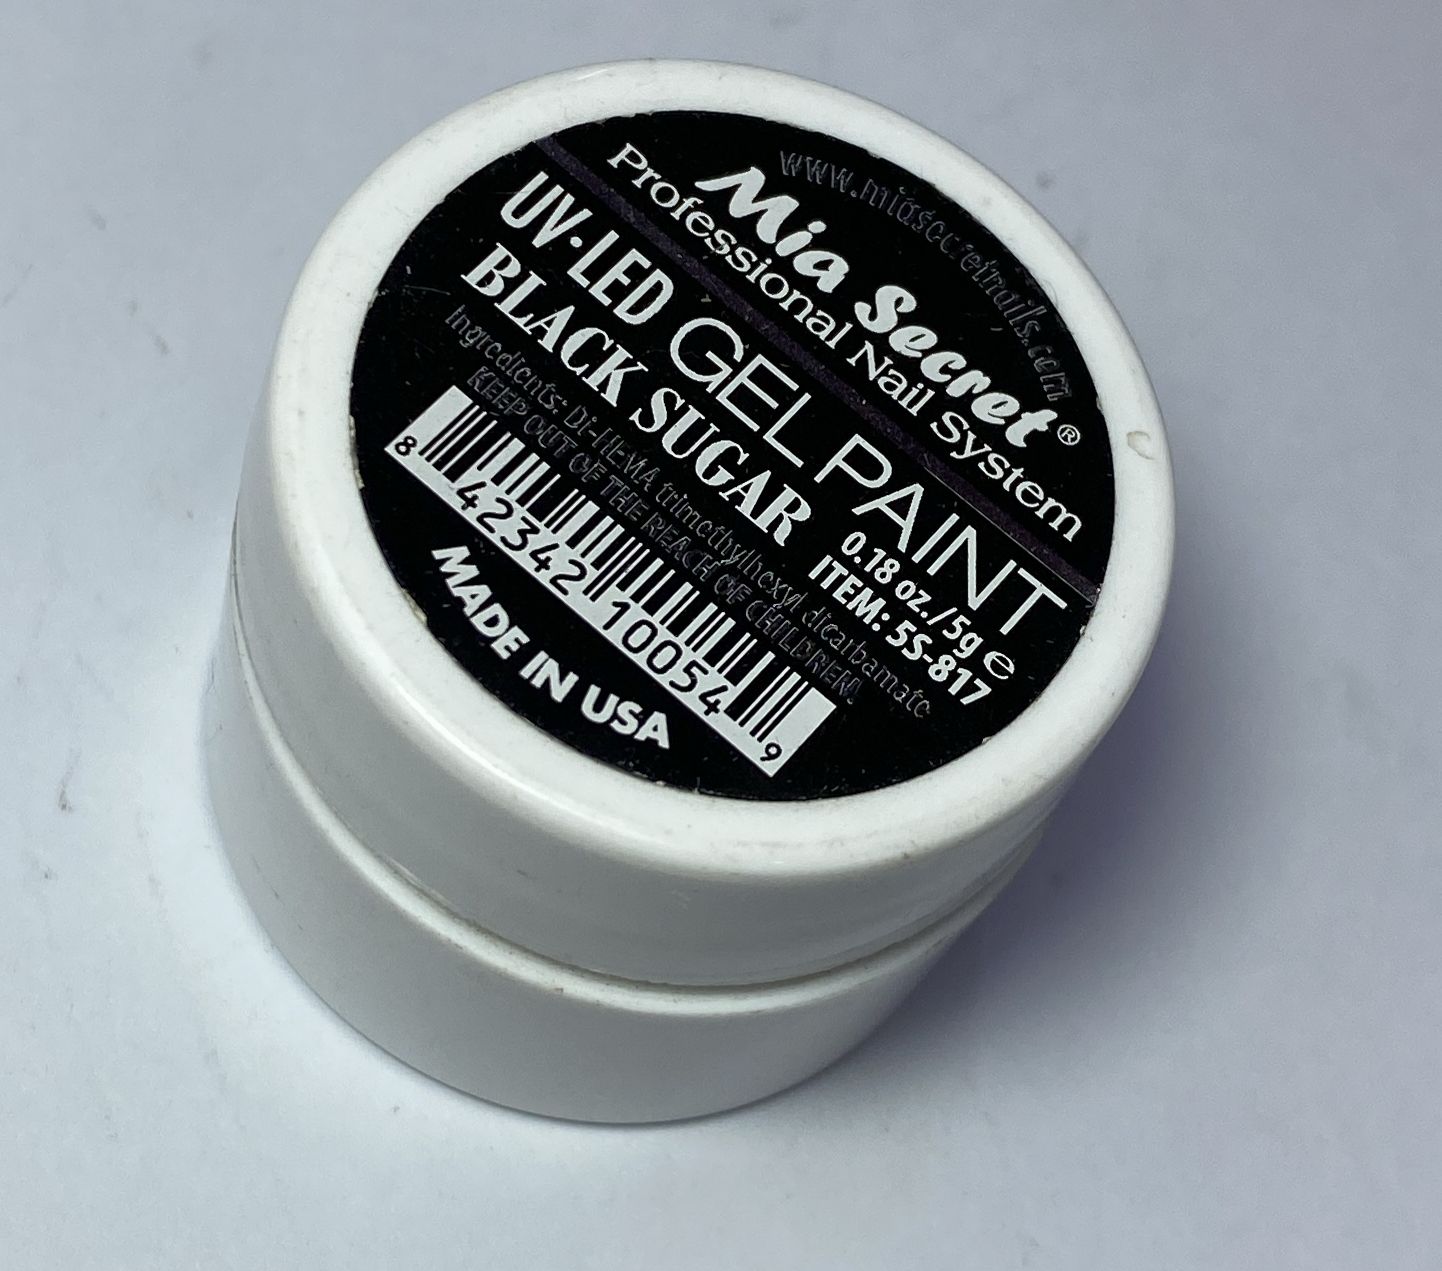 www.miasecretnails.com
Mia Secret®
Professional Nail System
UV·LED GEL PAINT
BLACK SUGAR
0.18 oz./5g e
ITEM: 5S-817
Ingredients: Di-HEMA trimethylhexyl dicarbamate
KEEP OUT OF THE REACH OF CHILDREN.
8 42342 10054 9
MADE IN USA